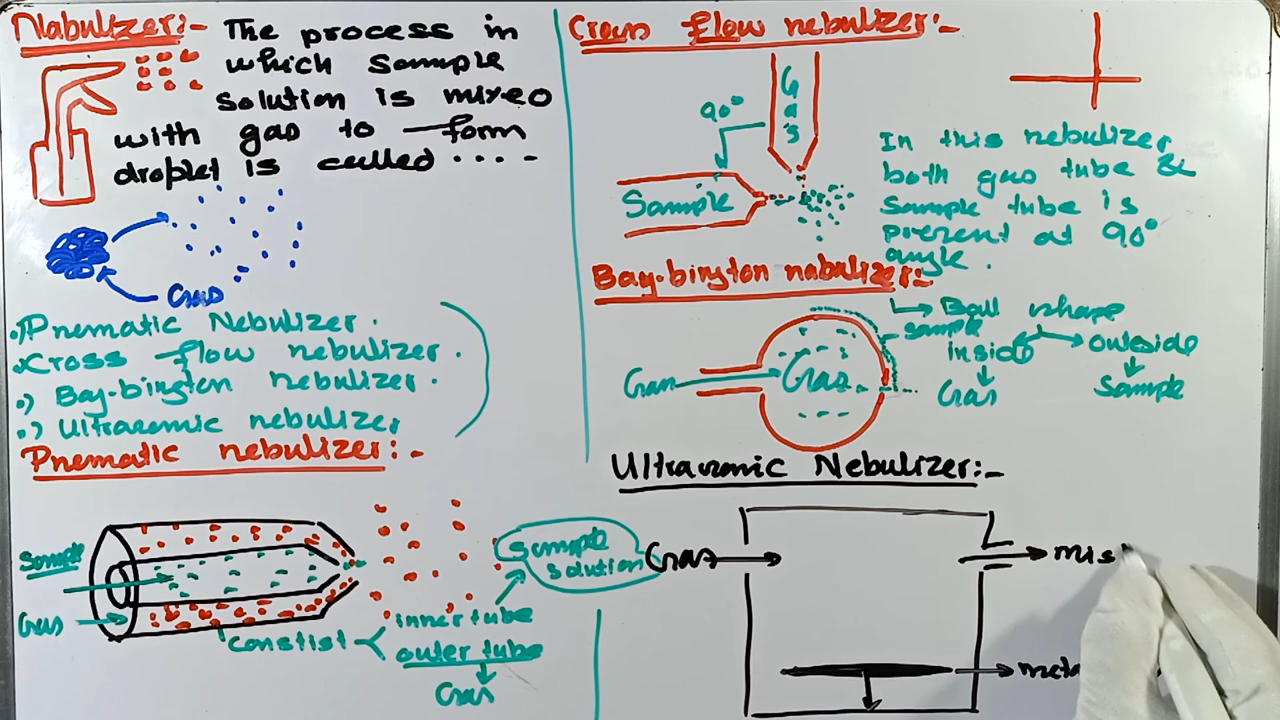 Nabulizer:- The process in
which sample
solution is mixed
with gas to form
droplet is called ....
Gas
.) Pnematic Nebulizer.
.) Cross flow nebulizer.
.) Bay-bington nebulizer.
.) Ultrasonic nebulizer
Pnematic nebulizer:-
Sample
Gas
constist
inner tube
outer tube
Gas
Sample
solution
Cross flow nebulizer:-
Gas
90°
Sample
In this nebulizer
both gas tube &
sample tube is
present at 90°
angle.
Bay-bington nabulizer:-
Ball shape
sample
inside
outside
Gas
Sample
Gas
Gas
Ultrasonic Nebulizer:-
Gas
mis
meta